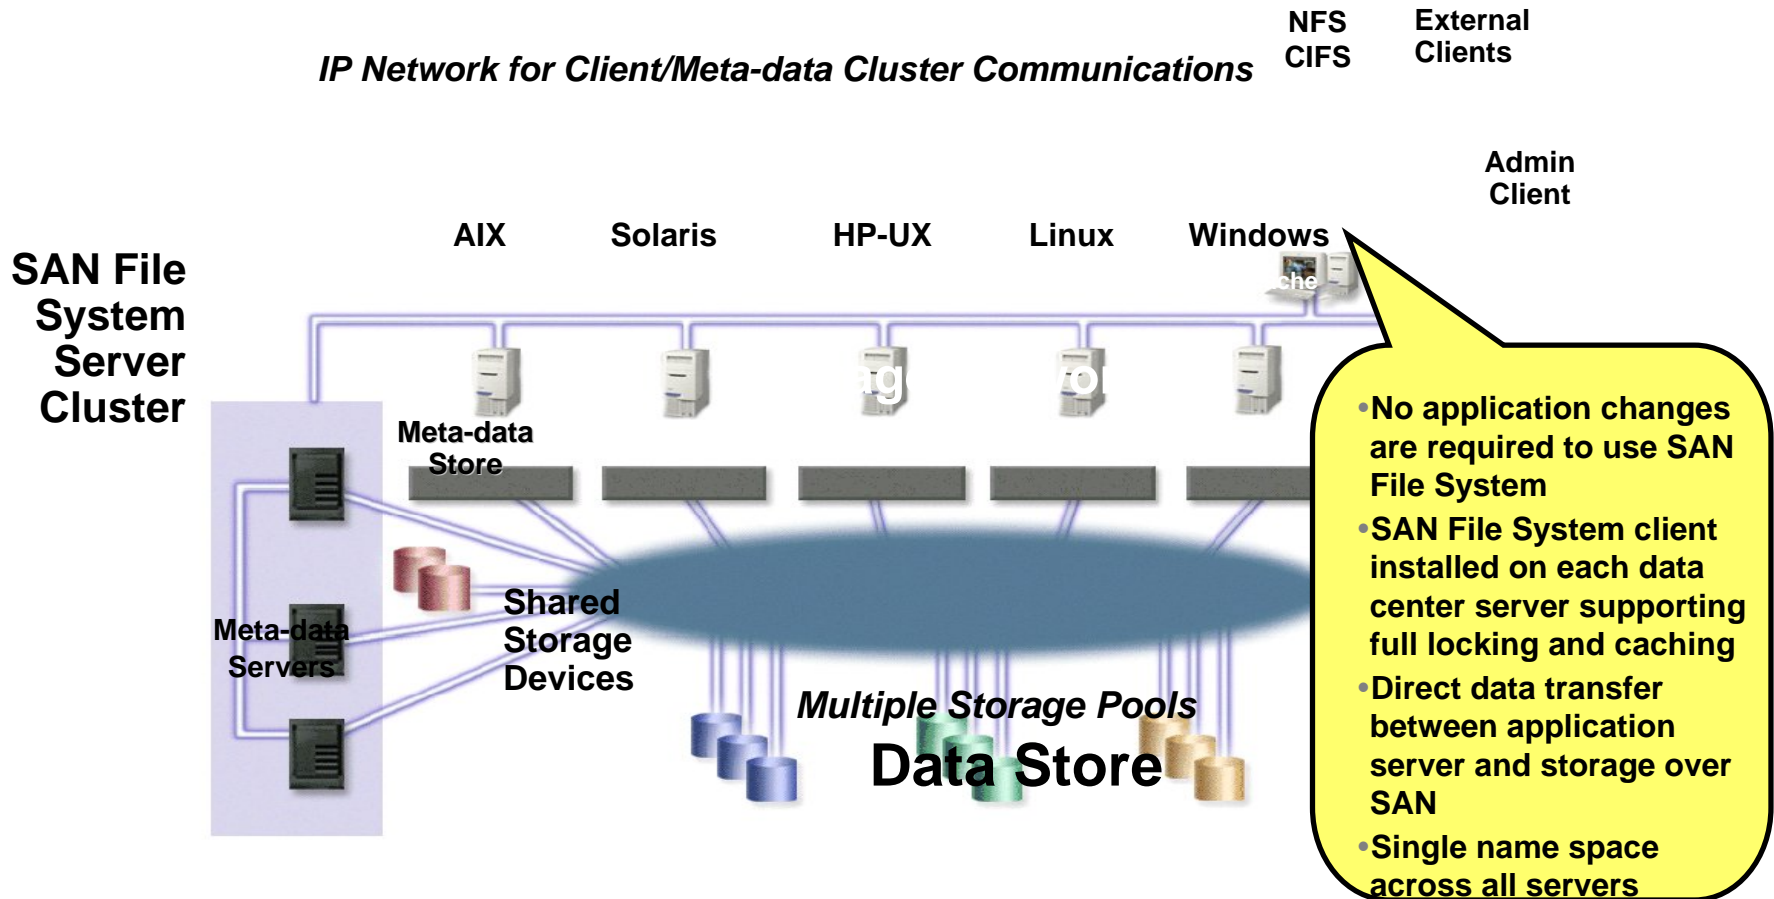 NFS
CIFS
External
Clients
IP Network for Client/Meta-data Cluster Communications
Admin
Client
AIX
Solaris
HP-UX
Linux
Windows
SAN File
System
Server
Cluster
Meta-data
Store
Meta-data
Servers
Shared
Storage
Devices
Multiple Storage Pools
Data Store
•No application changes
are required to use SAN
File System
•SAN File System client
installed on each data
center server supporting
full locking and caching
•Direct data transfer
between application
server and storage over
SAN
•Single name space
across all servers